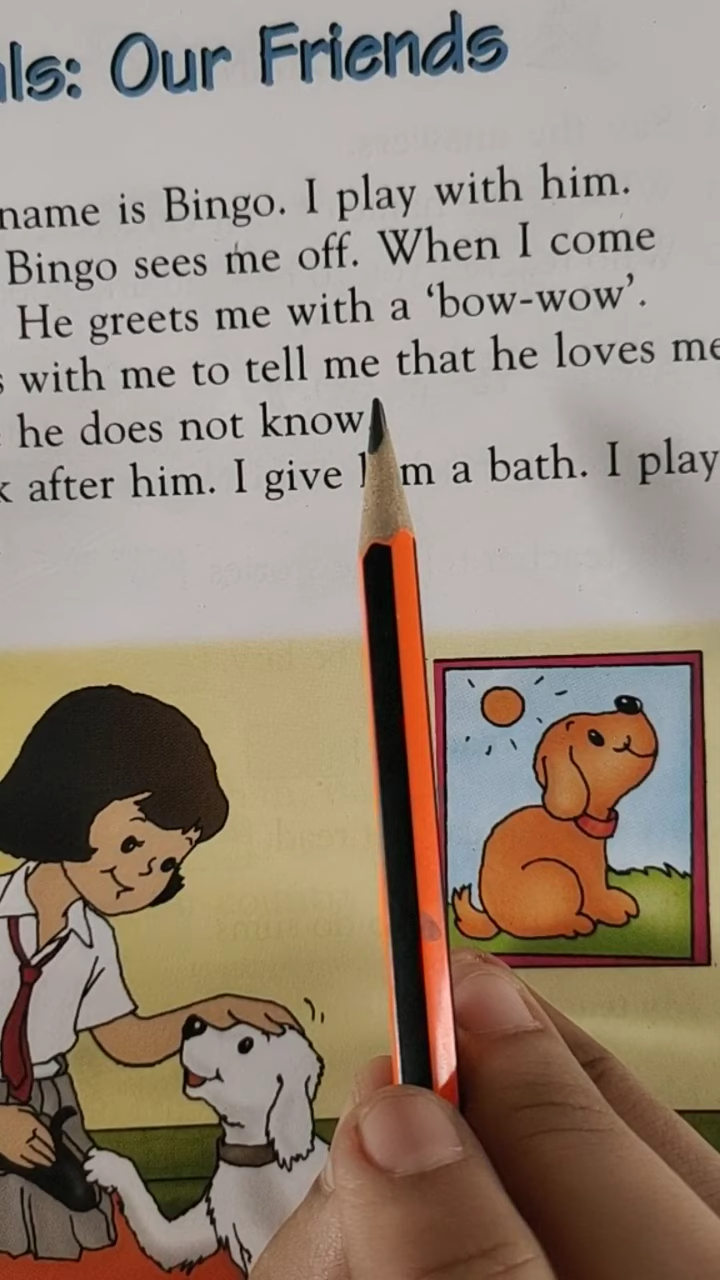 ls: Our Friends
name is Bingo. I play with him.
Bingo sees me off. When I come
He greets me with a ‘bow-wow’.
s with me to tell me that he loves me
he does not know
k after him. I give him a bath. I play